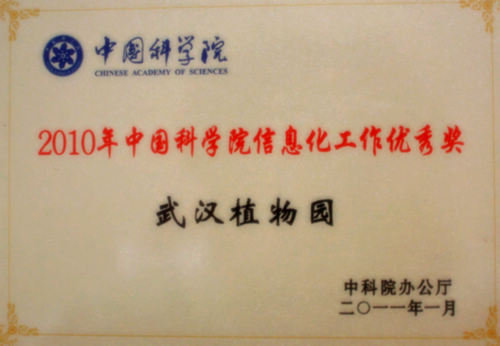 中国科学院
CHINESE ACADEMY OF SCIENCES
2010年中国科学院信息化工作优秀奖
武汉植物园
中科院办公厅
二〇一一年一月